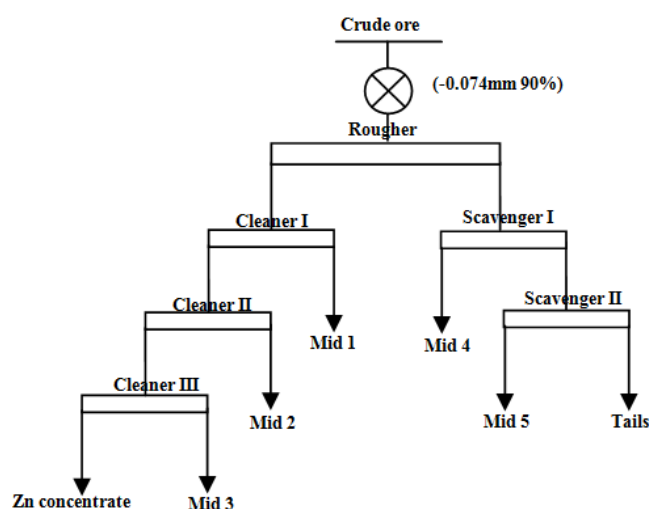 Crude ore
(-0.074mm 90%)
Rougher
Cleaner I
Scavenger I
Cleaner II
Scavenger II
Mid 1
Mid 4
Cleaner III
Mid 2
Mid 5
Tails
Zn concentrate
Mid 3